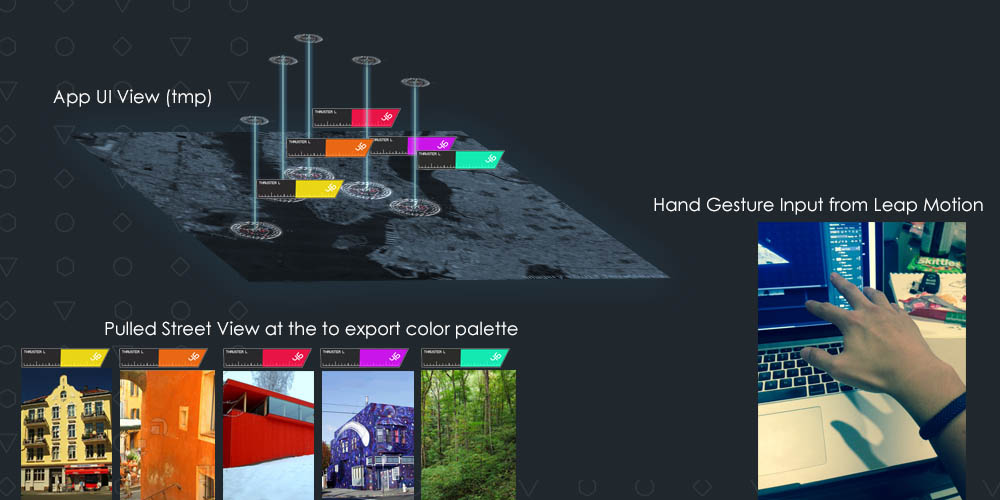 App UI View (tmp)
THRUSTER L
THRUSTER L
THRUSTER L
THRUSTER L
THRUSTER L
Hand Gesture Input from Leap Motion
Skittles
Pulled Street View at the to export color palette
THRUSTER L
THRUSTER L
THRUSTER L
THRUSTER L
THRUSTER L